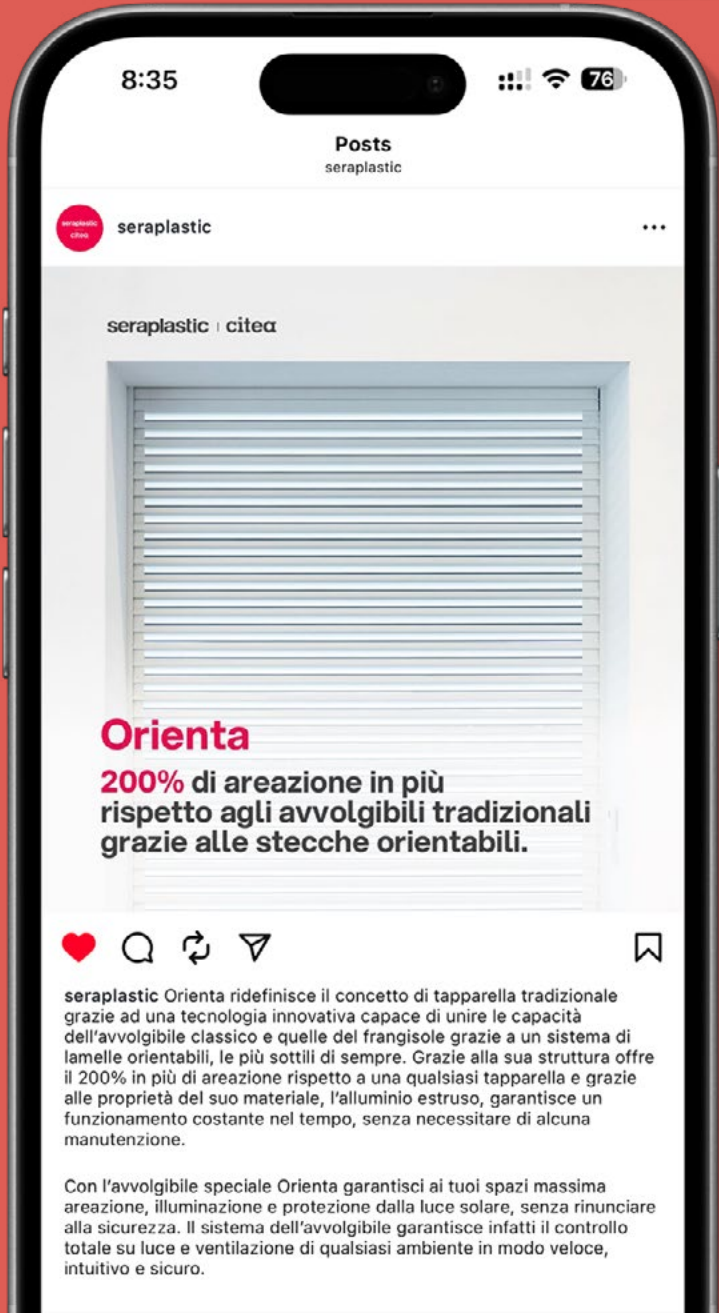 8:35
76
Posts
seraplastic
seraplastic
citea
seraplastic
seraplastic | citea
Orienta
200% di areazione in più
rispetto agli avvolgibili tradizionali
grazie alle stecche orientabili.
seraplastic Orienta ridefinisce il concetto di tapparella tradizionale
grazie ad una tecnologia innovativa capace di unire le capacità
dell’avvolgibile classico e quelle del frangisole grazie a un sistema di
lamelle orientabili, le più sottili di sempre. Grazie alla sua struttura offre
il 200% in più di areazione rispetto a una qualsiasi tapparella e grazie
alle proprietà del suo materiale, l’alluminio estruso, garantisce un
funzionamento costante nel tempo, senza necessitare di alcuna
manutenzione.
Con l’avvolgibile speciale Orienta garantisci ai tuoi spazi massima
areazione, illuminazione e protezione dalla luce solare, senza rinunciare
alla sicurezza. Il sistema dell’avvolgibile garantisce infatti il controllo
totale su luce e ventilazione di qualsiasi ambiente in modo veloce,
intuitivo e sicuro.